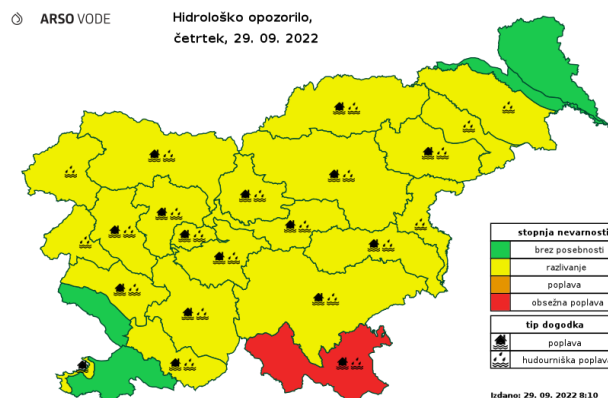 ARSO VODE
Hidrološko opozorilo,
četrtek, 29. 09. 2022
stopnja nevarnosti
brez posebnosti
razlivanje
poplava
obsežna poplava
tip dogodka
poplava
hudourniška poplava
Izdano: 29. 09. 2022 8:10